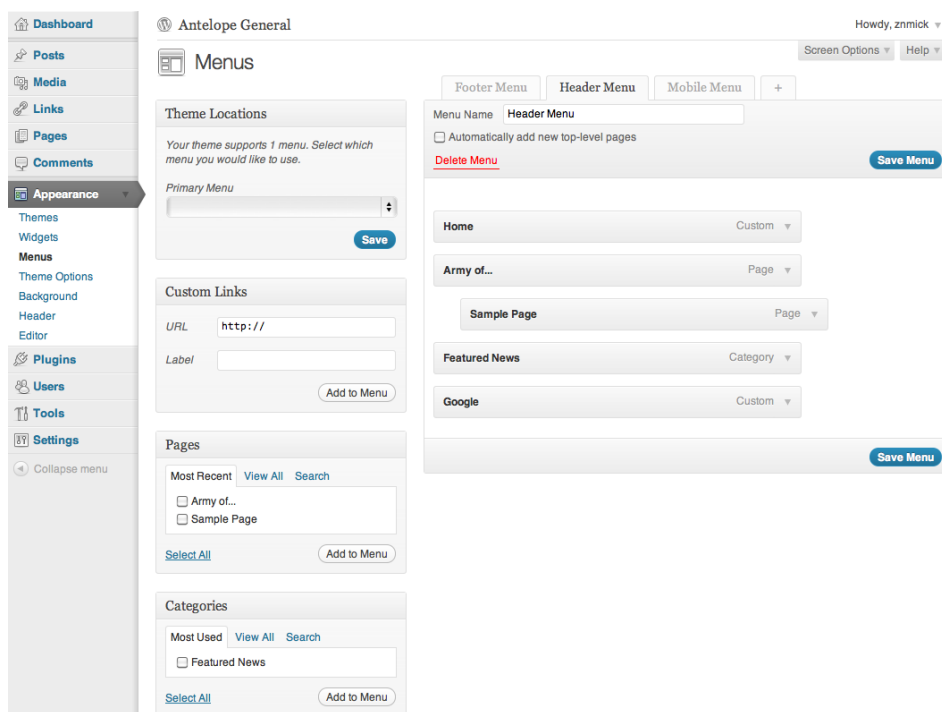 Dashboard
Posts
Media
Links
Pages
Comments
Appearance
Themes
Widgets
Menus
Theme Options
Background
Header
Editor
Plugins
Users
Tools
Settings
Collapse menu
Antelope General
Howdy, znmick
Screen Options
Help
Menus
Theme Locations
Your theme supports 1 menu. Select which
menu you would like to use.
Primary Menu
Save
Custom Links
URL http://
Label
Add to Menu
Pages
Most Recent View All Search
Army of...
Sample Page
Select All Add to Menu
Categories
Most Used View All Search
Featured News
Select All Add to Menu
Footer Menu Header Menu Mobile Menu +
Menu Name Header Menu
Automatically add new top-level pages
Delete Menu Save Menu
Home Custom
Army of... Page
Sample Page Page
Featured News Category
Google Custom
Save Menu